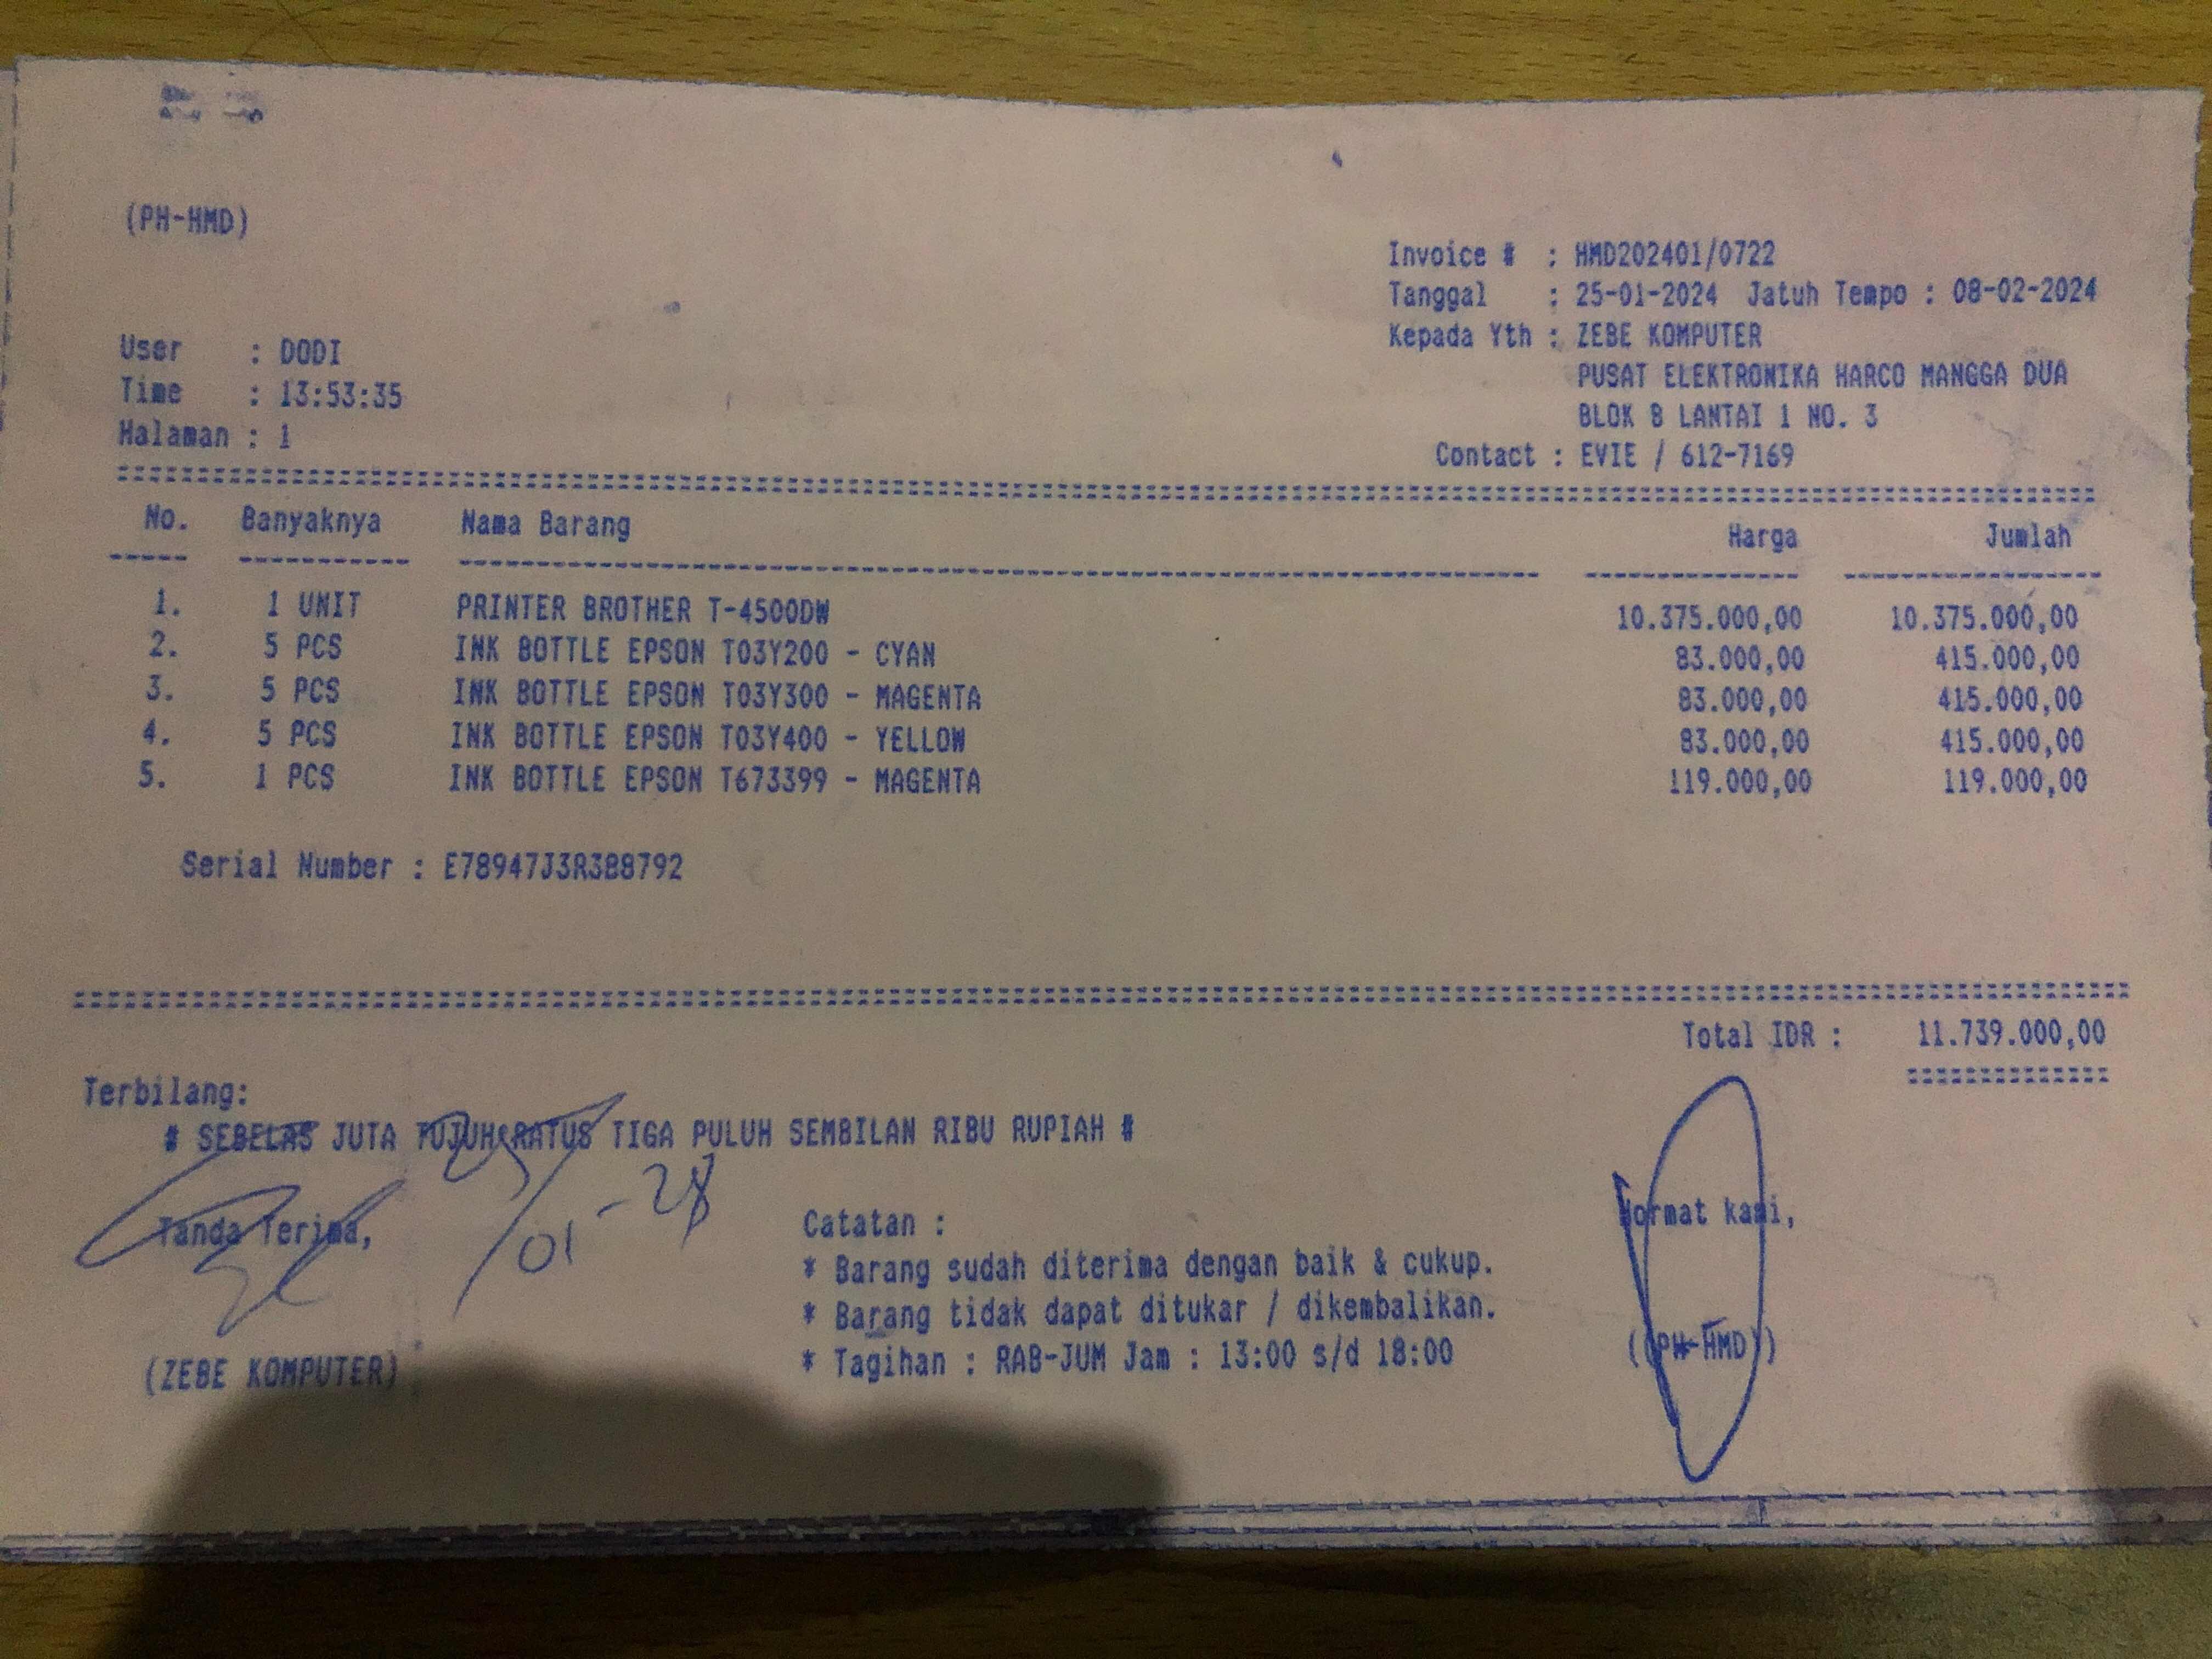 (PH-HMD)
Invoice # : HMD202401/0722
Tanggal : 25-01-2024 Jatuh Tempo : 08-02-2024
Kepada Yth : ZEBE KOMPUTER
PUSAT ELEKTRONIKA HARCO MANGGA DUA
BLOK B LANTAI 1 NO. 3
Contact : EVIE / 612-7169
User : DODI
Time : 13:53:35
Halaman : 1
No. Banyaknya Nama Barang Harga Jumlah
1. 1 UNIT PRINTER BROTHER T-4500DW 10.375.000,00 10.375.000,00
2. 5 PCS INK BOTTLE EPSON T03Y200 - CYAN 83.000,00 415.000,00
3. 5 PCS INK BOTTLE EPSON T03Y300 - MAGENTA 83.000,00 415.000,00
4. 5 PCS INK BOTTLE EPSON T03Y400 - YELLOW 83.000,00 415.000,00
5. 1 PCS INK BOTTLE EPSON T673399 - MAGENTA 119.000,00 119.000,00
Serial Number : E78947J3R388792
Total IDR : 11.739.000,00
Terbilang:
# SEBELAS JUTA TUJUH RATUS TIGA PULUH SEMBILAN RIBU RUPIAH #
Tanda Terima,
(ZEBE KOMPUTER)
Catatan :
* Barang sudah diterima dengan baik & cukup.
* Barang tidak dapat ditukar / dikembalikan.
* Tagihan : RAB-JUM Jam : 13:00 s/d 18:00
Hormat kami,
((PH-HMD))